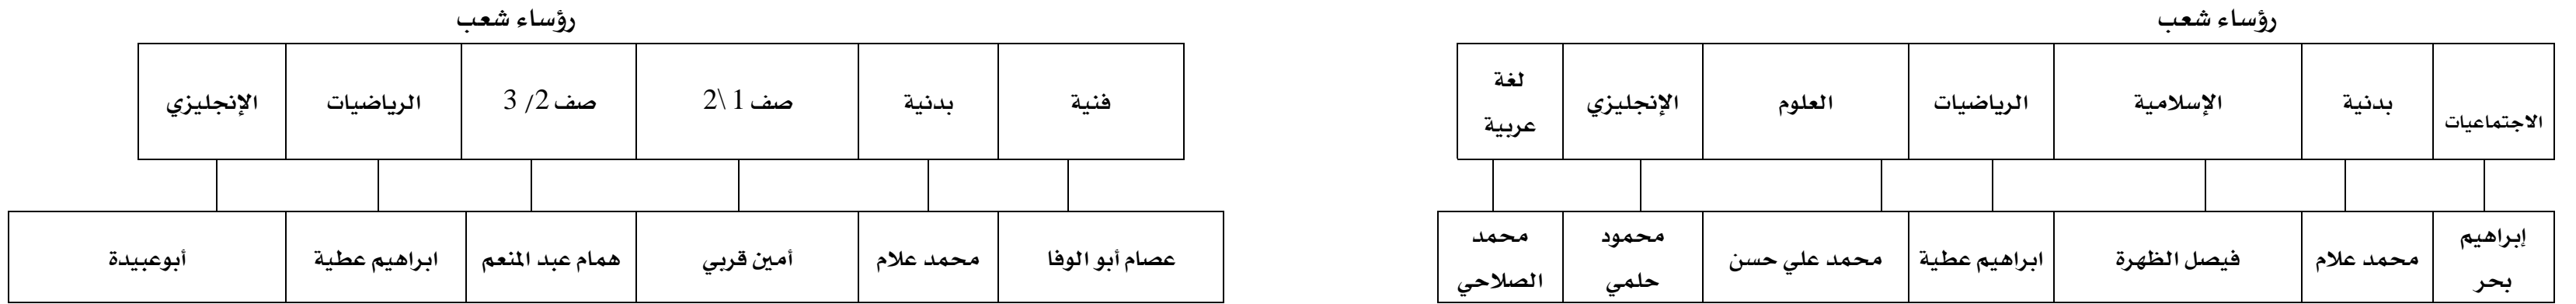 رؤساء شعب
الاجتماعيات
بدنية
الإسلامية
الرياضيات
العلوم
الإنجليزي
لغة
عربية
إبراهيم
بحر
محمد علام
فيصل الظهرة
ابراهيم عطية
محمد علي حسن
محمود
حلمي
محمد
الصلاحي
رؤساء شعب
فنية
بدنية
صف 1 \2
صف 2/ 3
الرياضيات
الإنجليزي
عصام أبو الوفا
محمد علام
أمين قربي
همام عبد المنعم
ابراهيم عطية
أبوعبيدة